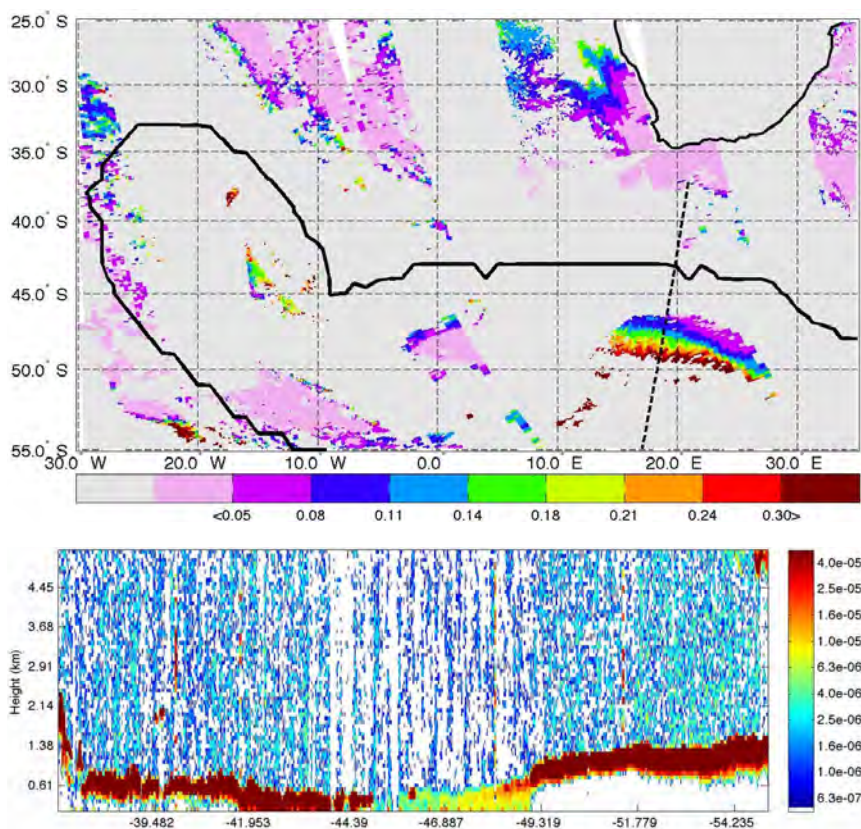 25.0° S
30.0° S
35.0° S
40.0° S
45.0° S
50.0° S
55.0° S
30.0° W 20.0° W 10.0° W 0.0° 10.0° E 20.0° E 30.0° E
<0.05 0.08 0.11 0.14 0.18 0.21 0.24 0.30>
Height (km)
4.45
3.68
2.91
2.14
1.38
0.61
-39.482 -41.953 -44.39 -46.887 -49.319 -51.779 -54.235
4.0e-05
2.5e-05
1.6e-05
1.0e-05
6.3e-06
4.0e-06
2.5e-06
1.6e-06
1.0e-06
6.3e-07